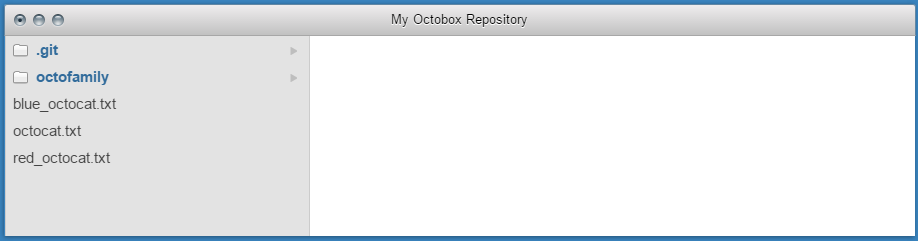 My Octobox Repository
.git
octofamily
blue_octocat.txt
octocat.txt
red_octocat.txt